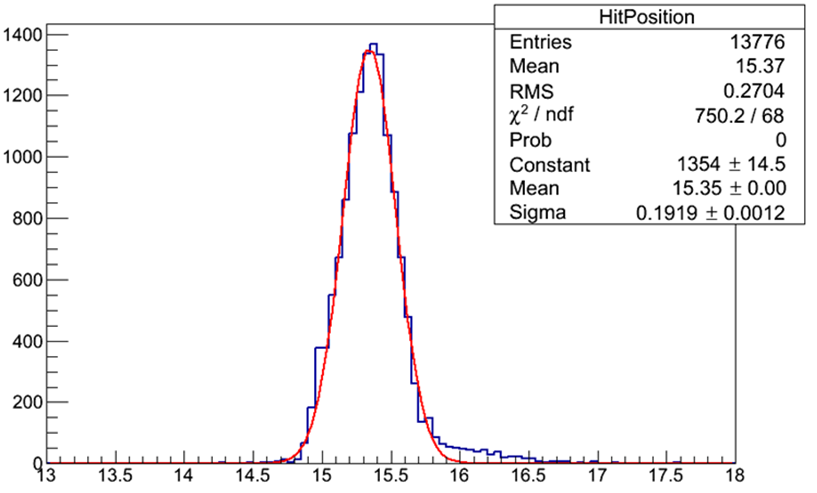 HitPosition
Entries 13776
Mean 15.37
RMS 0.2704
χ² / ndf 750.2 / 68
Prob 0
Constant 1354 ± 14.5
Mean 15.35 ± 0.00
Sigma 0.1919 ± 0.0012
1400
1200
1000
800
600
400
200
0
13 13.5 14 14.5 15 15.5 16 16.5 17 17.5 18